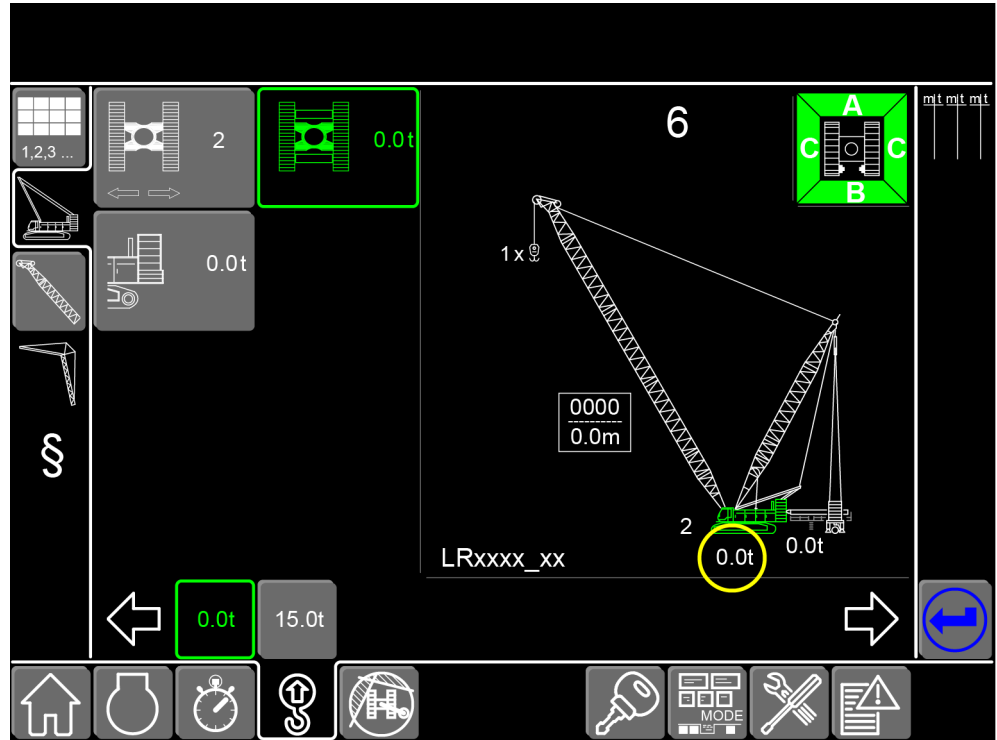 1,2,3 ...
2
0.0t
0.0t
§
0.0t
15.0t
6
A
C
C
B
1 x
0000
0.0m
2
0.0t
0.0t
LRxxxx_xx
m t m t m t
MODE